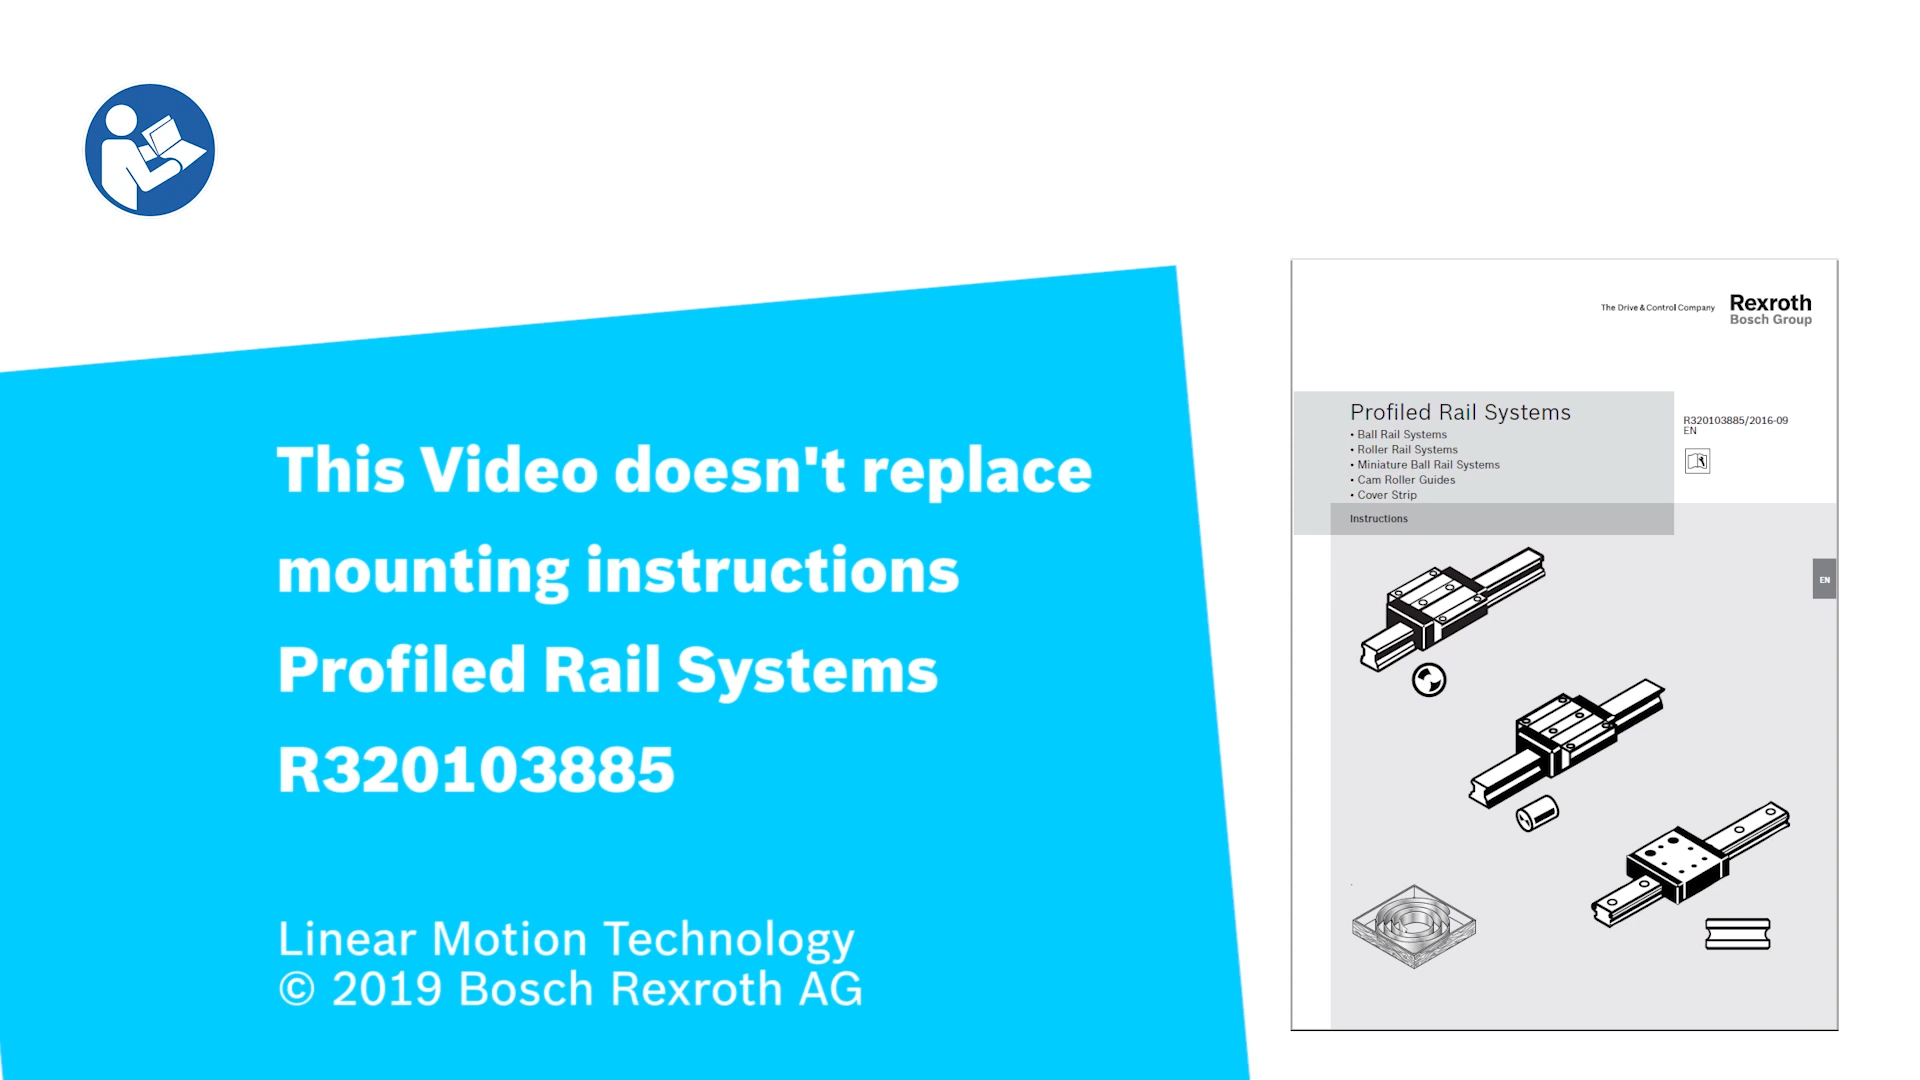 This Video doesn't replace
mounting instructions
Profiled Rail Systems
R320103885
Linear Motion Technology
© 2019 Bosch Rexroth AG
The Drive & Control Company
Rexroth
Bosch Group
Profiled Rail Systems
• Ball Rail Systems
• Roller Rail Systems
• Miniature Ball Rail Systems
• Cam Roller Guides
• Cover Strip
Instructions
R320103885/2016-09
EN
EN